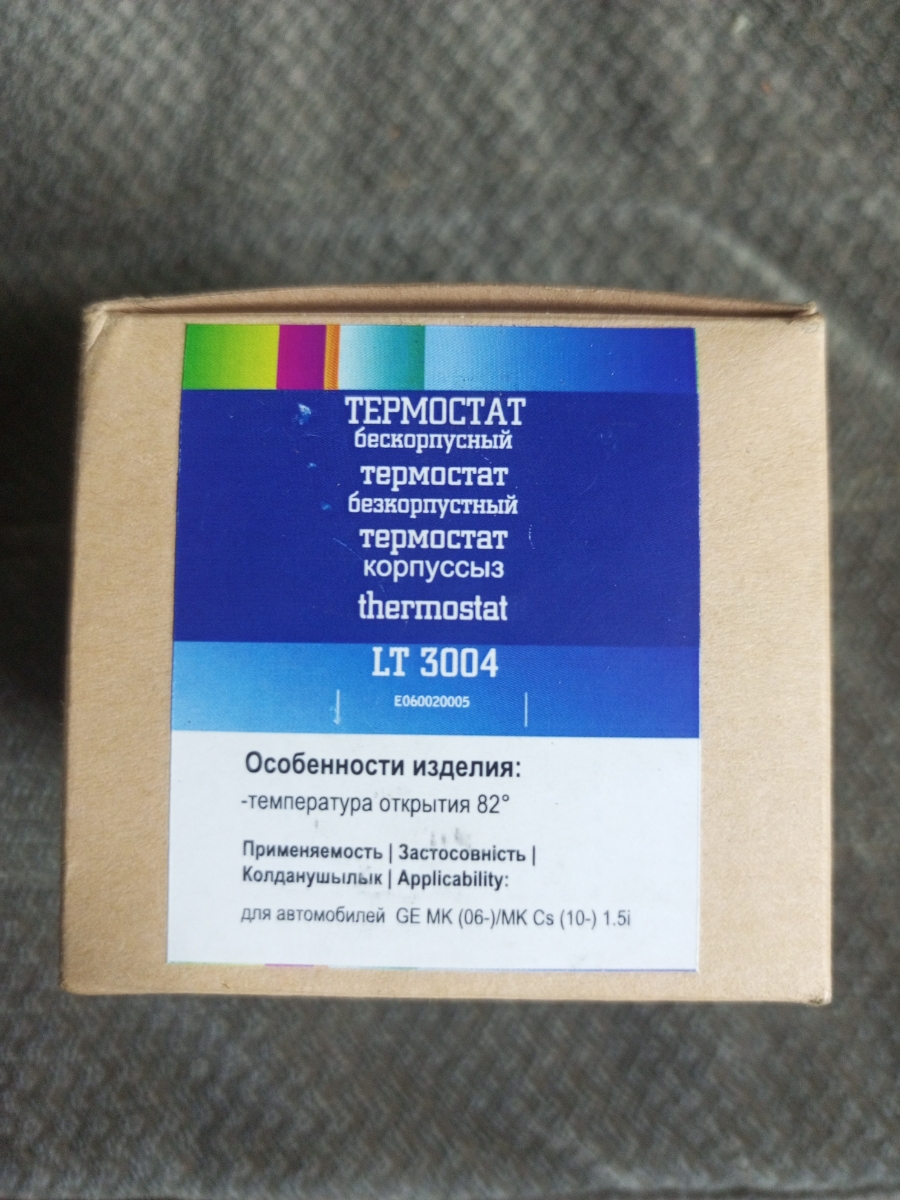 ТЕРМОСТАТ
бескорпусный
термостат
безкорпустный
термостат
корпуссыз
thermostat
LT 3004
E060020005
Особенности изделия:
-температура открытия 82°
Применяемость | Застосовність |
Колданушылык | Applicability:
для автомобилей GE MK (06-)/MK Cs (10-) 1.5i